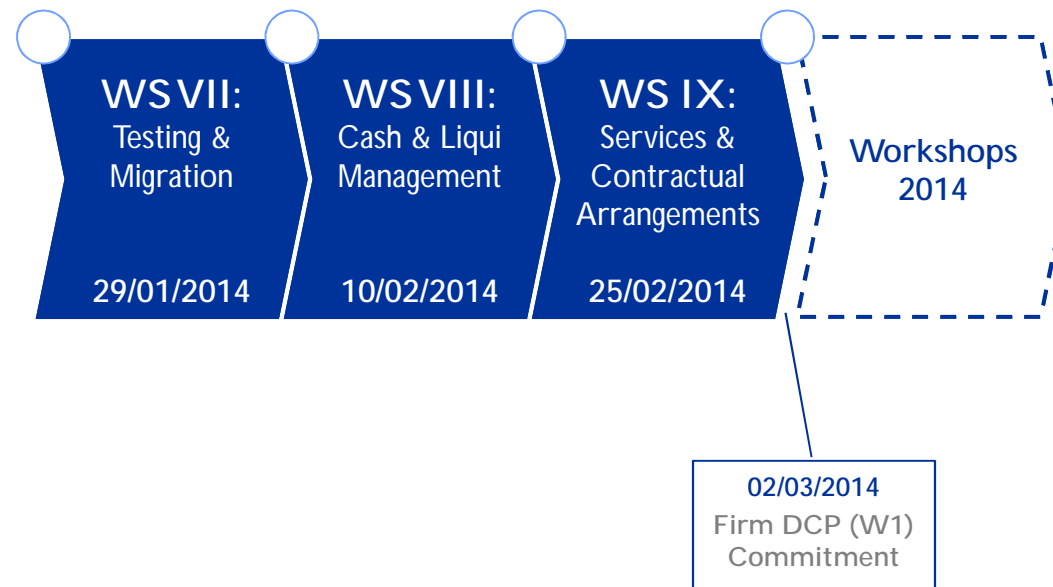 WS VII:
Testing &
Migration
29/01/2014
WS VIII:
Cash & Liqui
Management
10/02/2014
WS IX:
Services &
Contractual
Arrangements
25/02/2014
Workshops
2014
02/03/2014
Firm DCP (W1)
Commitment